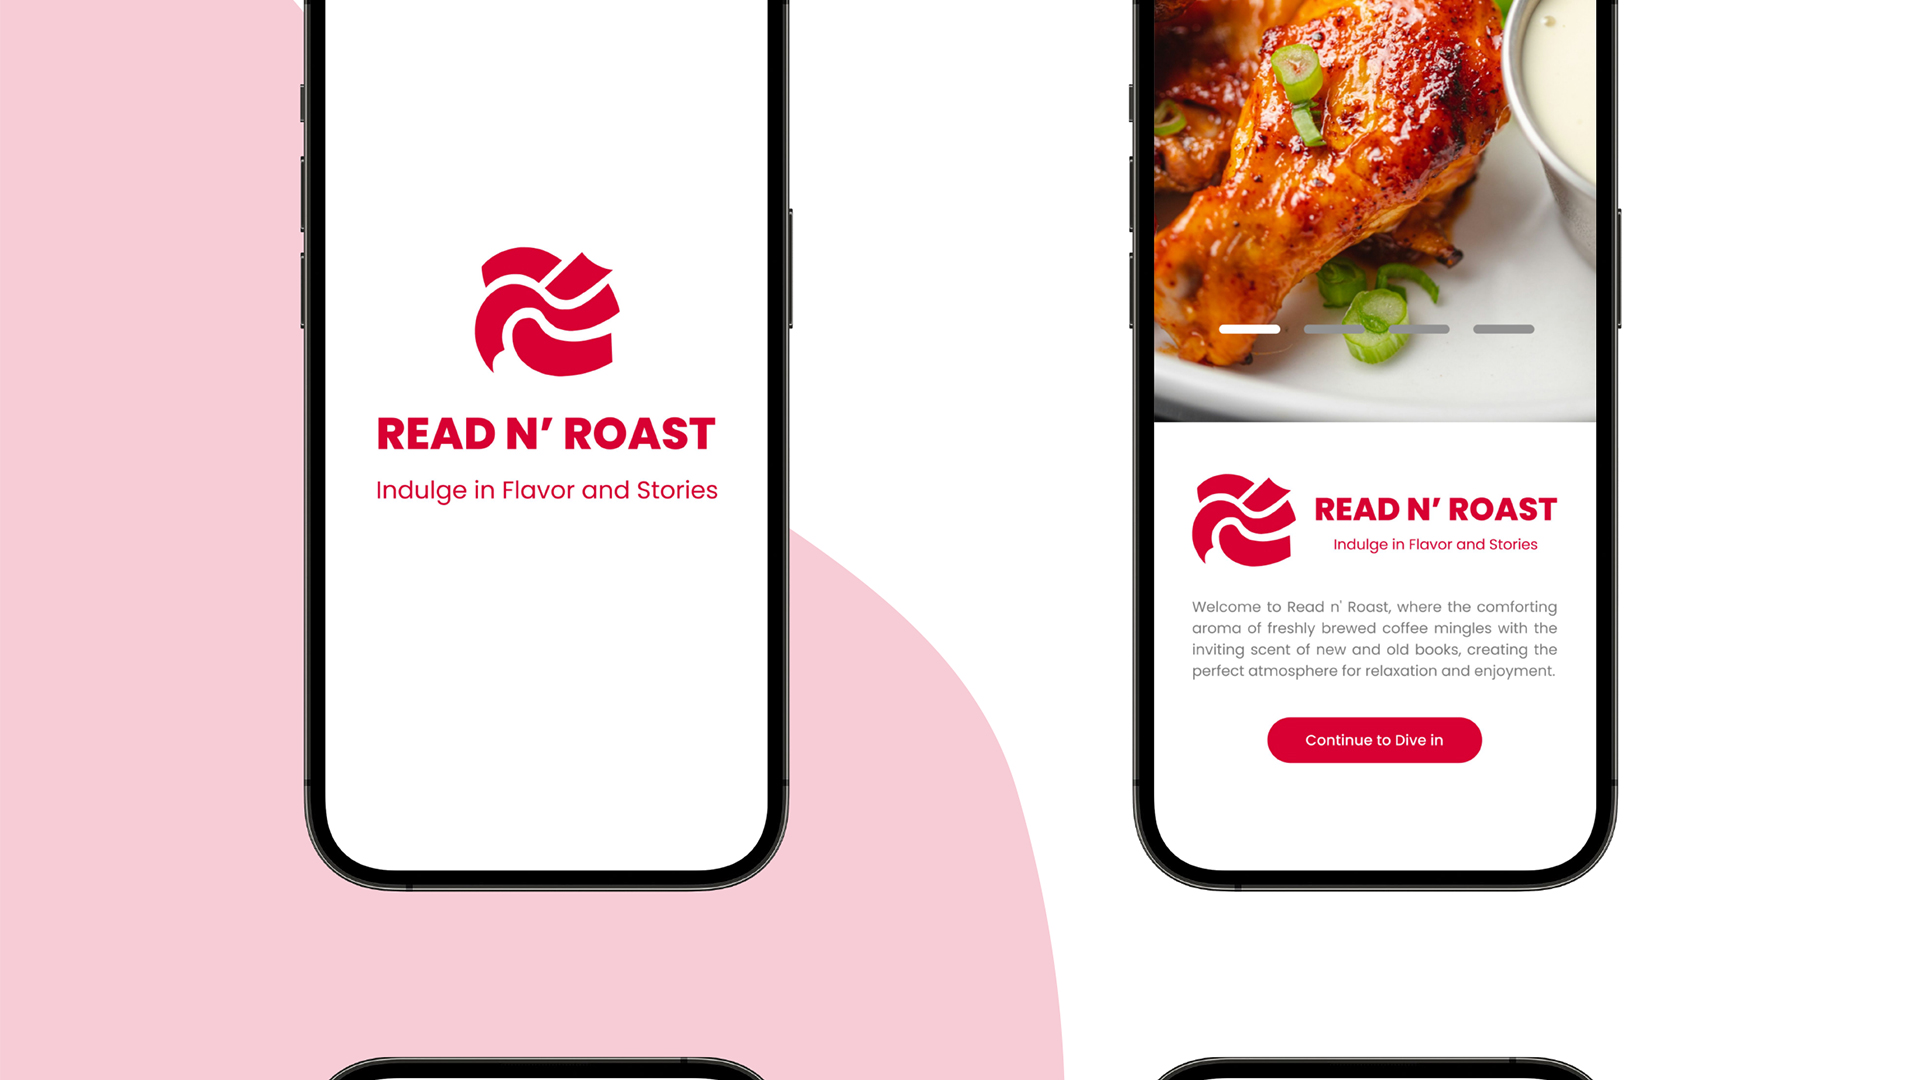 READ N’ ROAST
Indulge in Flavor and Stories
READ N’ ROAST
Indulge in Flavor and Stories
Welcome to Read n' Roast, where the comforting
aroma of freshly brewed coffee mingles with the
inviting scent of new and old books, creating the
perfect atmosphere for relaxation and enjoyment.
Continue to Dive in